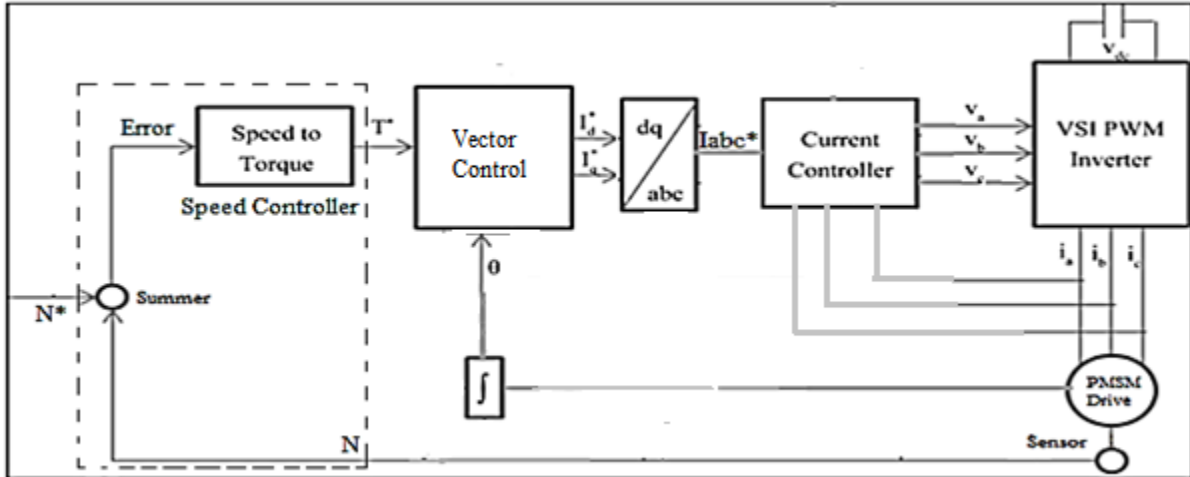 Error
Speed to
Torque
Speed Controller
T*
Vector
Control
I*d
I*q
dq
abc
Iabc*
Current
Controller
va
vb
vc
vdc
VSI PWM
Inverter
ia
ib
ic
N*
Summer
θ
∫
PMSM
Drive
Sensor
N